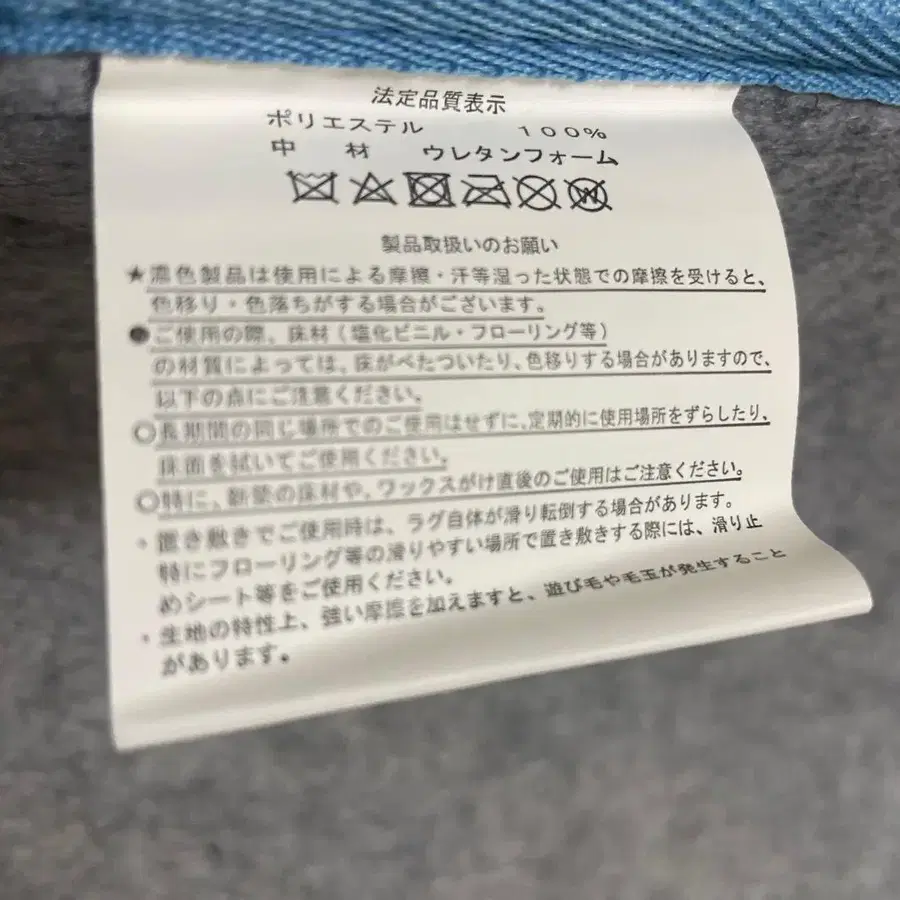 法定品質表示
ポリエステル 100%
中 材 ウレタンフォーム
W
製品取扱いのお願い
★濃色製品は使用による摩擦・汗等湿った状態での摩擦を受けると、
色移り・色落ちがする場合がございます。
●ご使用の際、床材(塩化ビニル・フローリング等)
の材質によっては、床がべたついたり、色移りする場合がありますので、
以下の点にご注意ください。
○長期間の同じ場所でのご使用はせずに、定期的に使用場所をずらしたり、
床面を拭いてご使用ください。
○特に、新築の床材や、ワックスがけ直後のご使用はご注意ください。
・置き敷きでご使用時は、ラグ自体が滑り転倒する場合があります。
特にフローリング等の滑りやすい場所で置き敷きする際には、滑り止
めシート等をご使用ください。
・生地の特性上、強い摩擦を加えますと、遊び毛や毛玉が発生すること
があります。